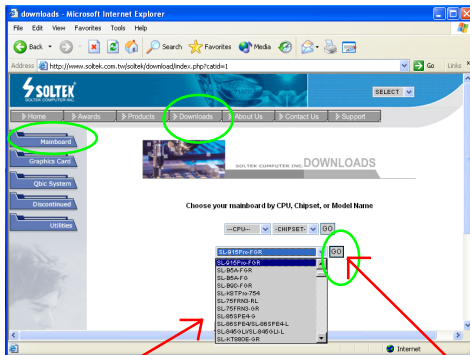 downloads - Microsoft Internet Explorer
File Edit View Favorites Tools Help
Back Search Favorites Media
Address http://www.soltek.com.tw/soltek/download/index.php?catid=1 Go Links
SOLTEK
SOLTEK COMPUTER INC.
SELECT
Home Awards Products Downloads About Us Contact Us Support
Mainboard
Graphics Card
Qbic System
Discontinued
Utilities
SOLTEK COMPUTER INC. DOWNLOADS
Choose your mainboard by CPU, Chipset, or Model Name
---CPU--- -CHIPSET- GO
SL-915Pro-FGR GO
SL-915Pro-FGR
SL-B5A-FGR
SL-B5A-FG
SL-B9D-FGR
SL-K8TPro-754
SL-75FRN3-RL
SL-75FRN3-GR
SL-865PE4-G
SL-865PE4/SL-865PE4-L
SL-845GLI/SL-845GLI-L
SL-KT880E-GR
Internet